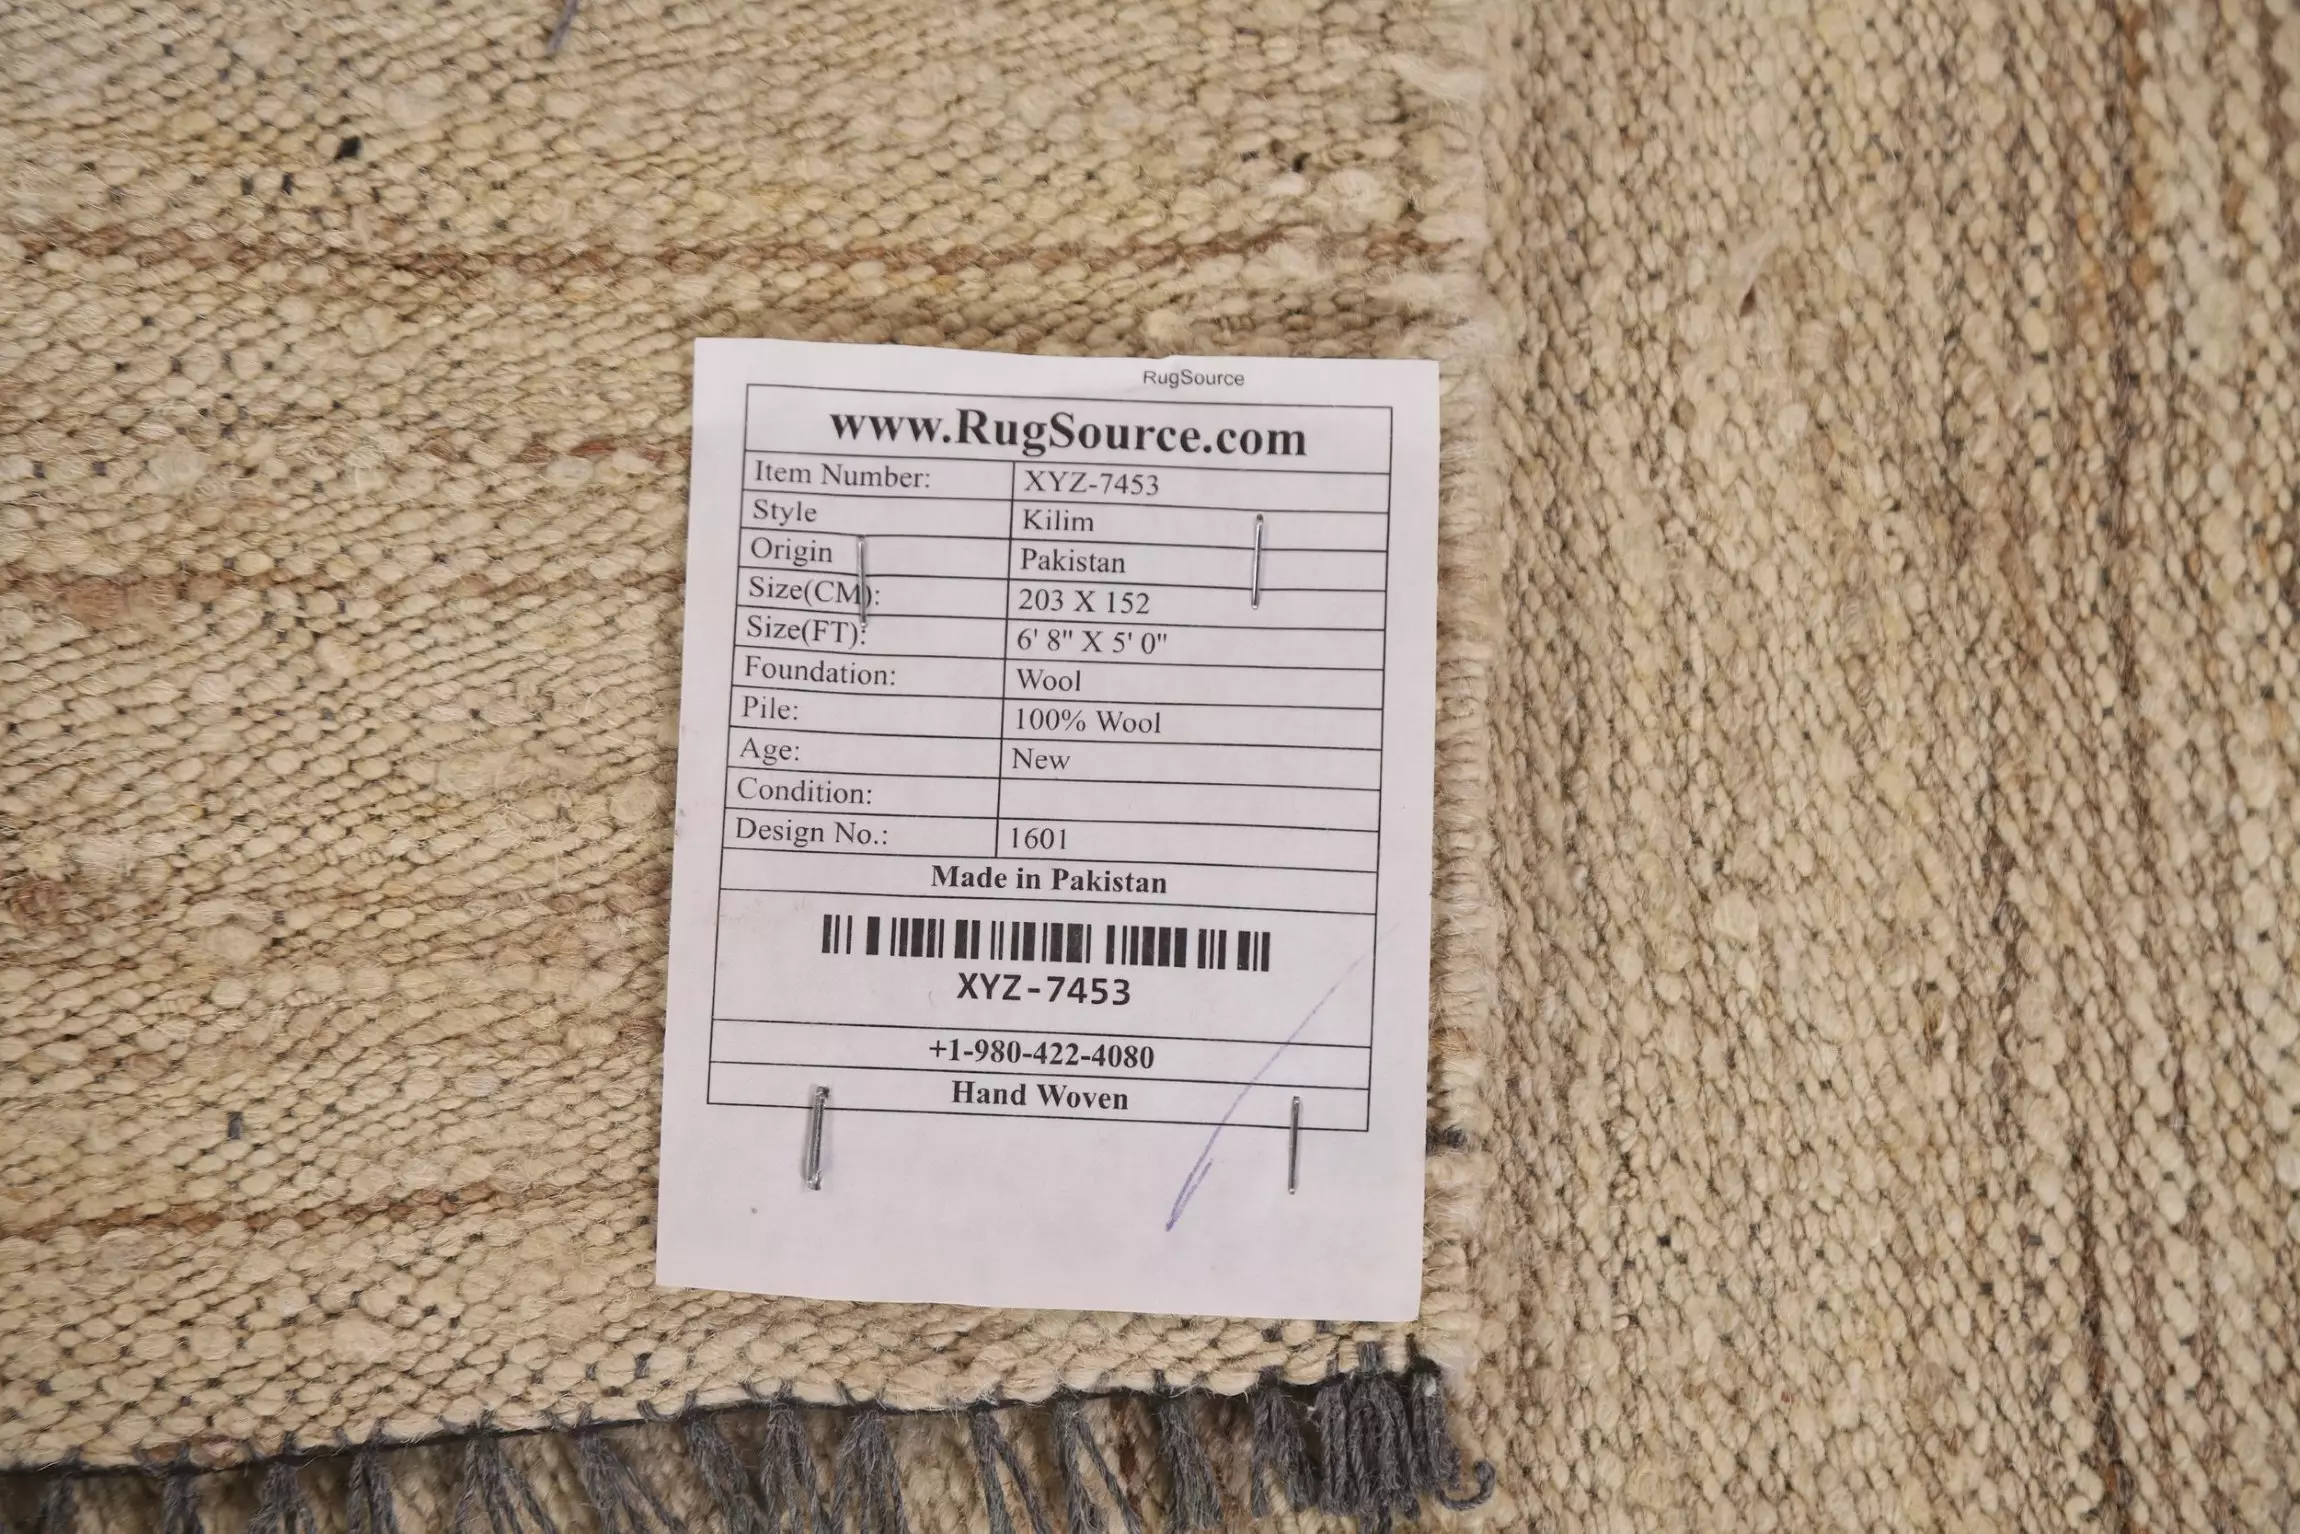 RugSource
www.RugSource.com
Item Number: XYZ-7453
Style Kilim
Origin Pakistan
Size(CM): 203 X 152
Size(FT): 6' 8" X 5' 0"
Foundation: Wool
Pile: 100% Wool
Age: New
Condition:
Design No.: 1601
Made in Pakistan
XYZ-7453
+1-980-422-4080
Hand Woven